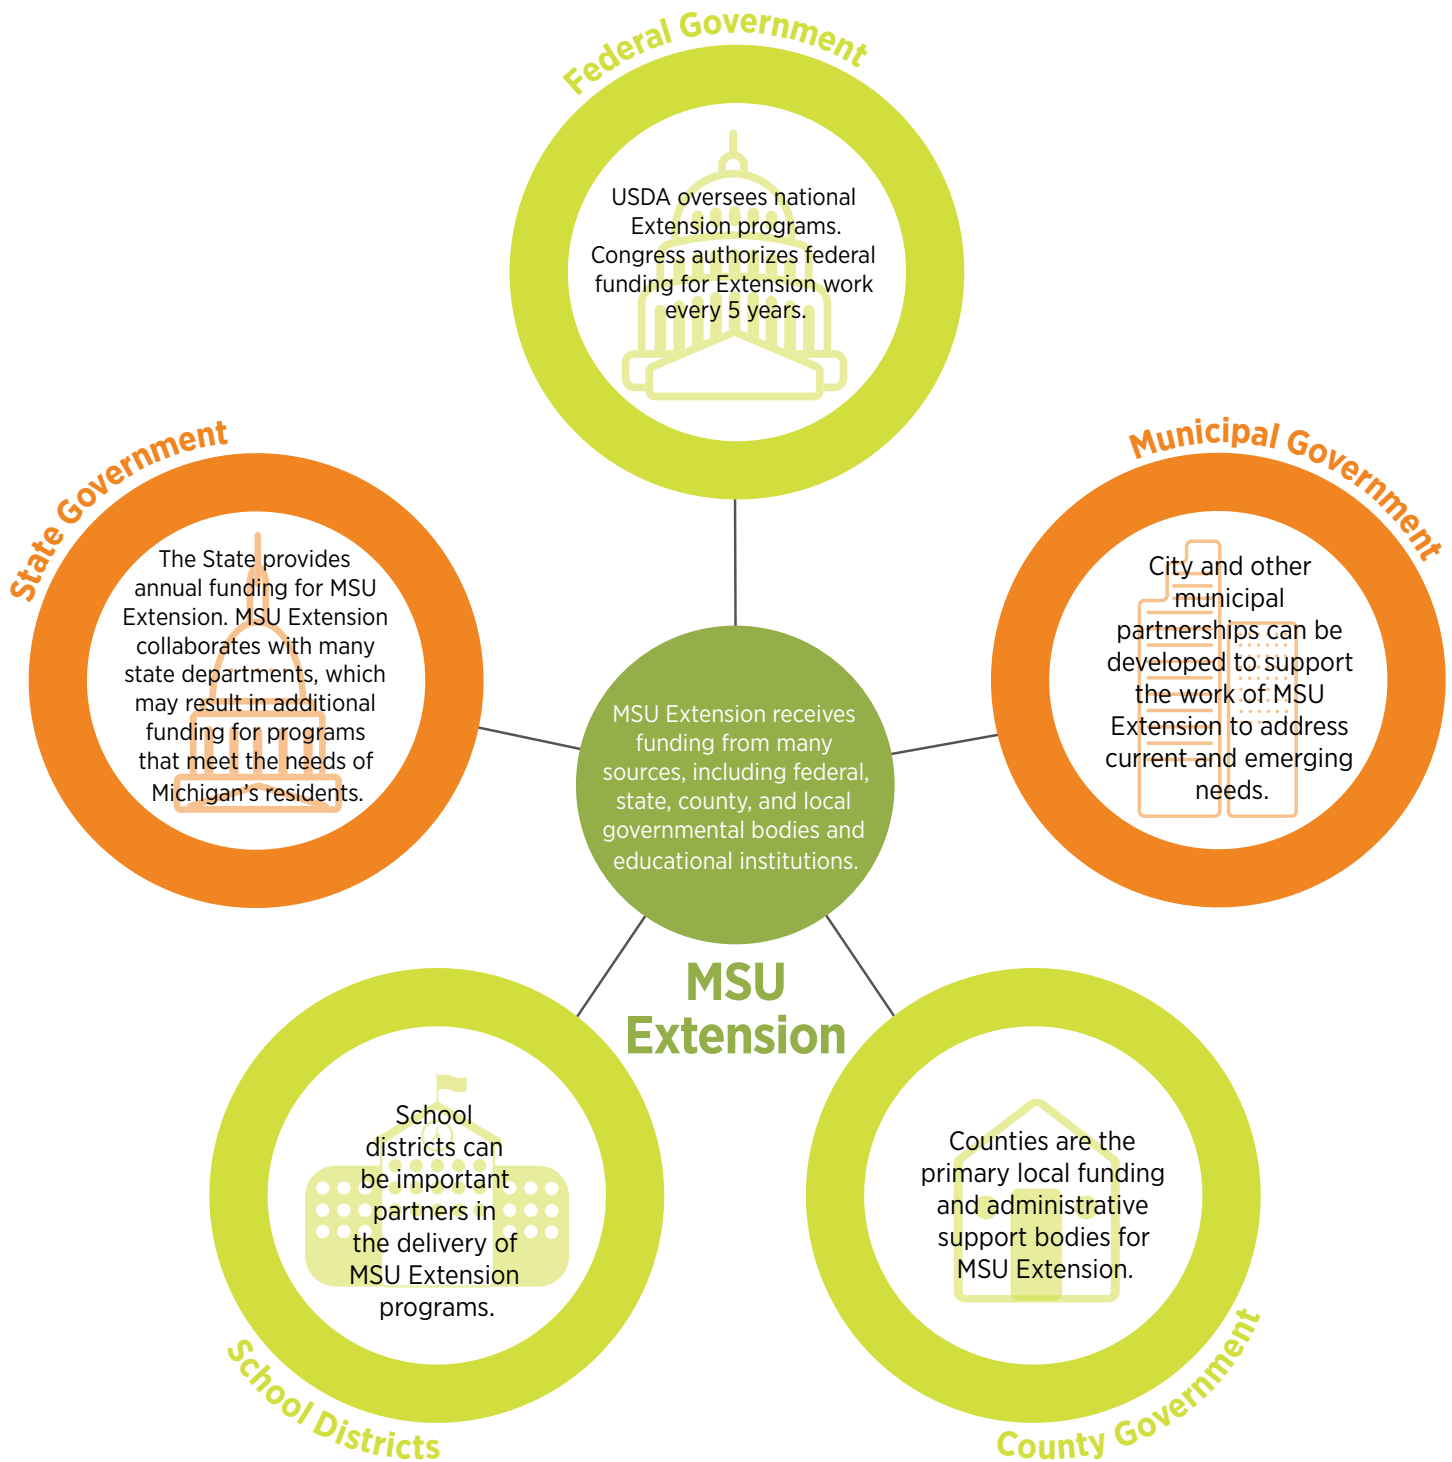 Federal Government
USDA oversees national
Extension programs.
Congress authorizes federal
funding for Extension work
every 5 years.
State Government
The State provides
annual funding for MSU
Extension. MSU Extension
collaborates with many
state departments, which
may result in additional
funding for programs
that meet the needs of
Michigan’s residents.
Municipal Government
City and other
municipal
partnerships can be
developed to support
the work of MSU
Extension to address
current and emerging
needs.
MSU Extension receives
funding from many
sources, including federal,
state, county, and local
governmental bodies and
educational institutions.
MSU
Extension
School
districts can
be important
partners in
the delivery of
MSU Extension
programs.
School Districts
Counties are the
primary local funding
and administrative
support bodies for
MSU Extension.
County Government